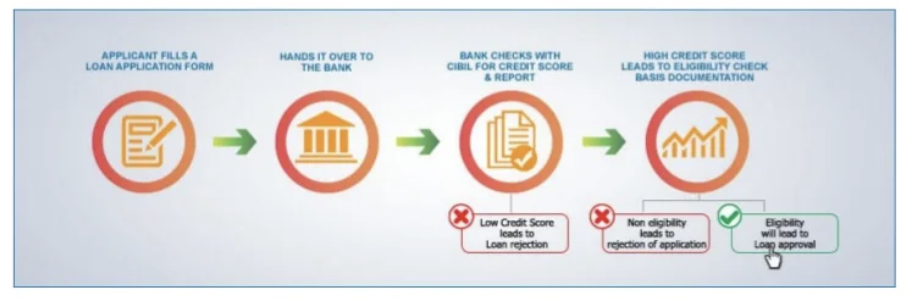 APPLICANT FILLS A
LOAN APPLICATION FORM
HANDS IT OVER TO
THE BANK
BANK CHECKS WITH
CIBIL FOR CREDIT SCORE
& REPORT
HIGH CREDIT SCORE
LEADS TO ELIGIBILITY CHECK
BASIS DOCUMENTATION
Low Credit Score
leads to
Loan rejection
Non eligibility
leads to
rejection of application
Eligibility
will lead to
Loan approval